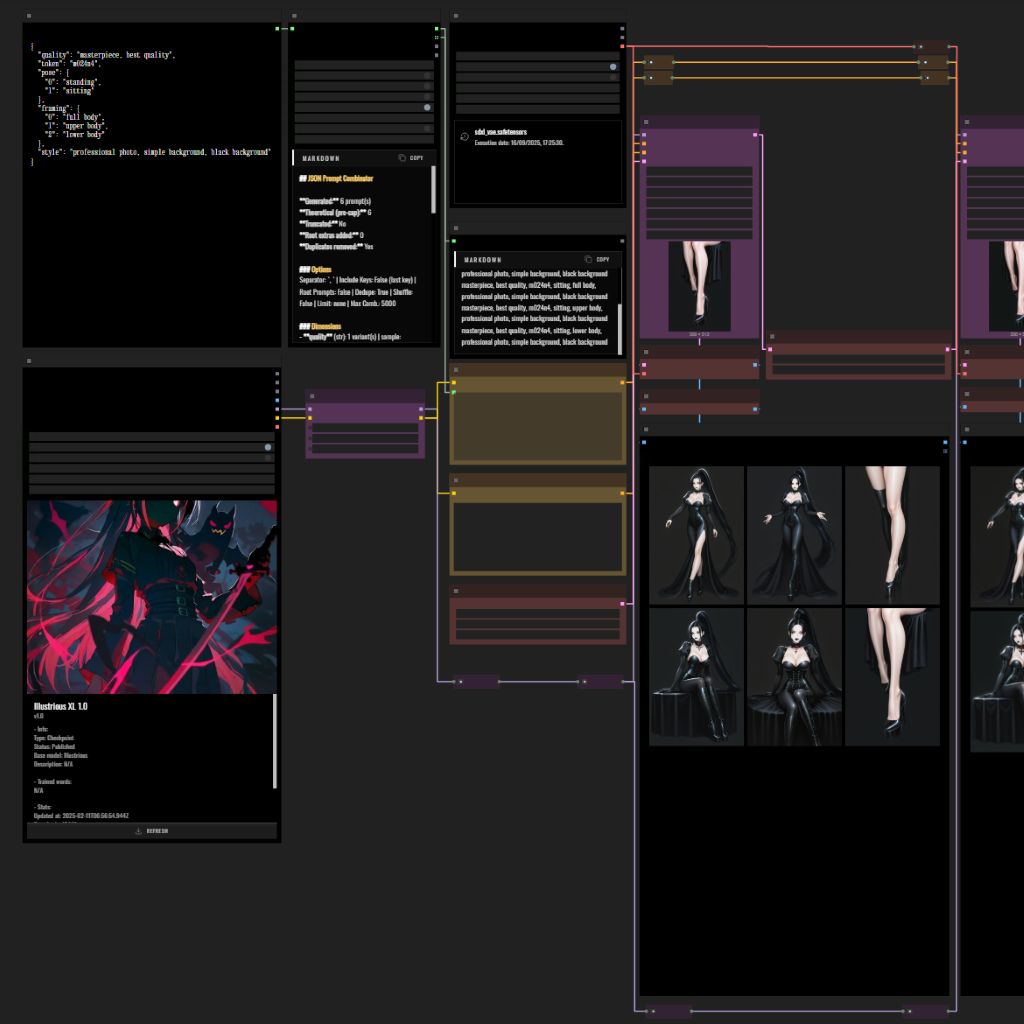 {
"quality": "masterpiece, best quality",
"token": "m024n4",
"pose": {
"0": "standing",
"1": "sitting"
},
"framing": {
"0": "full body",
"1": "upper body",
"2": "lower body"
},
"style": "professional photo, simple background, black background"
}
MARKDOWN
COPY
## JSON Prompt Combinator
**Generated:** 6 prompt(s)
**Theoretical (pre-cap):** 6
**Truncated:** No
**Root extras added:** 0
**Duplicates removed:** Yes
### Options
Separator: `, ` | Include Keys: False (last key) |
Root Prompts: False | Dedupe: True | Shuffle:
False | Limit: none | Max Comb.: 5000
### Dimensions
- **quality** (str): 1 variant(s) | sample:
sdxl_vae.safetensors
Execution date: 16/09/2025, 17:25:30.
MARKDOWN
COPY
professional photo, simple background, black background
masterpiece, best quality, m024n4, sitting, full body,
professional photo, simple background, black background
masterpiece, best quality, m024n4, sitting, upper body,
professional photo, simple background, black background
masterpiece, best quality, m024n4, sitting, lower body,
professional photo, simple background, black background
Illustrious XL 1.0
v1.0
- Info:
Type: Checkpoint
Status: Published
Base model: Illustrious
Description: N/A
- Trained words:
N/A
- Stats:
Updated at: 2025-02-11T06:56:54.944Z
REFRESH